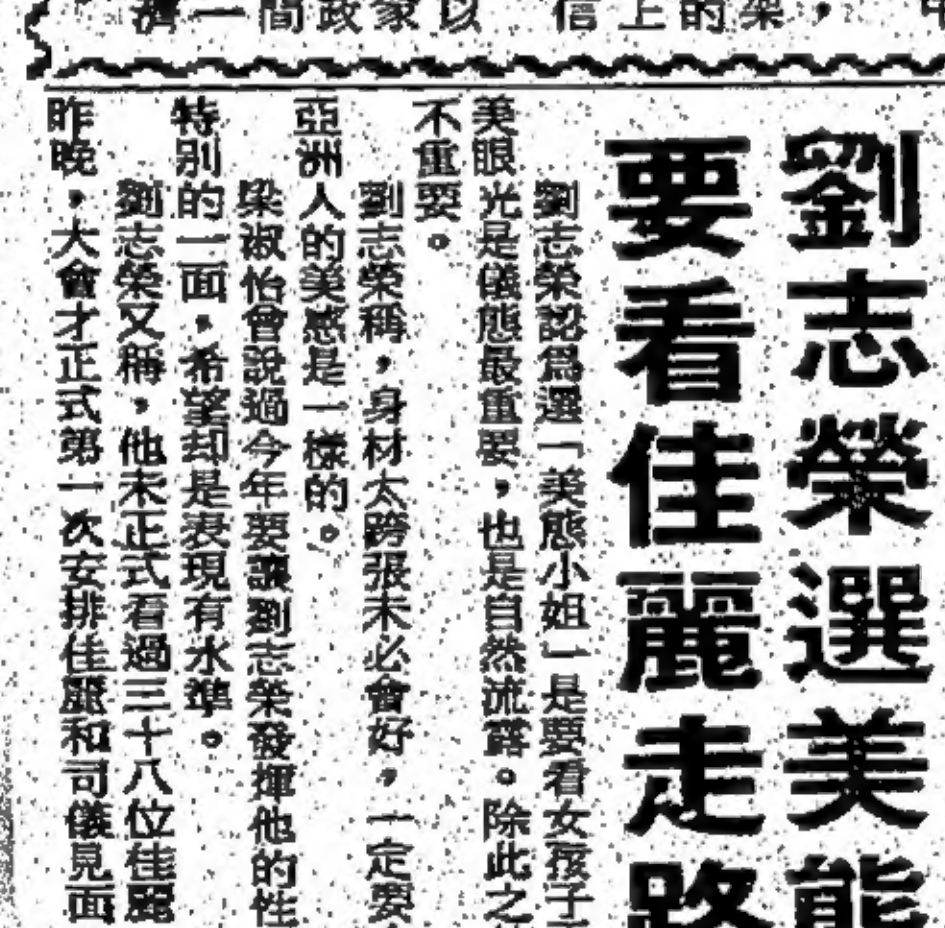 劉志榮選美態
要看佳麗走路
劉志榮認爲選「美態小姐」是要看女孩子
美眼光是儀態最重要，也是自然流露。除此之
不重要。
劉志榮稱，身材太誇張未必會好，一定要
亞洲人的美感是一樣的。
梁淑怡曾說過今年要讓劉志榮發揮他的性
特別的一面，希望却是表現有水準。
劉志榮又稱，他未正式看過三十八位佳麗
昨晚，大會才正式第一次安排佳麗和司儀見面